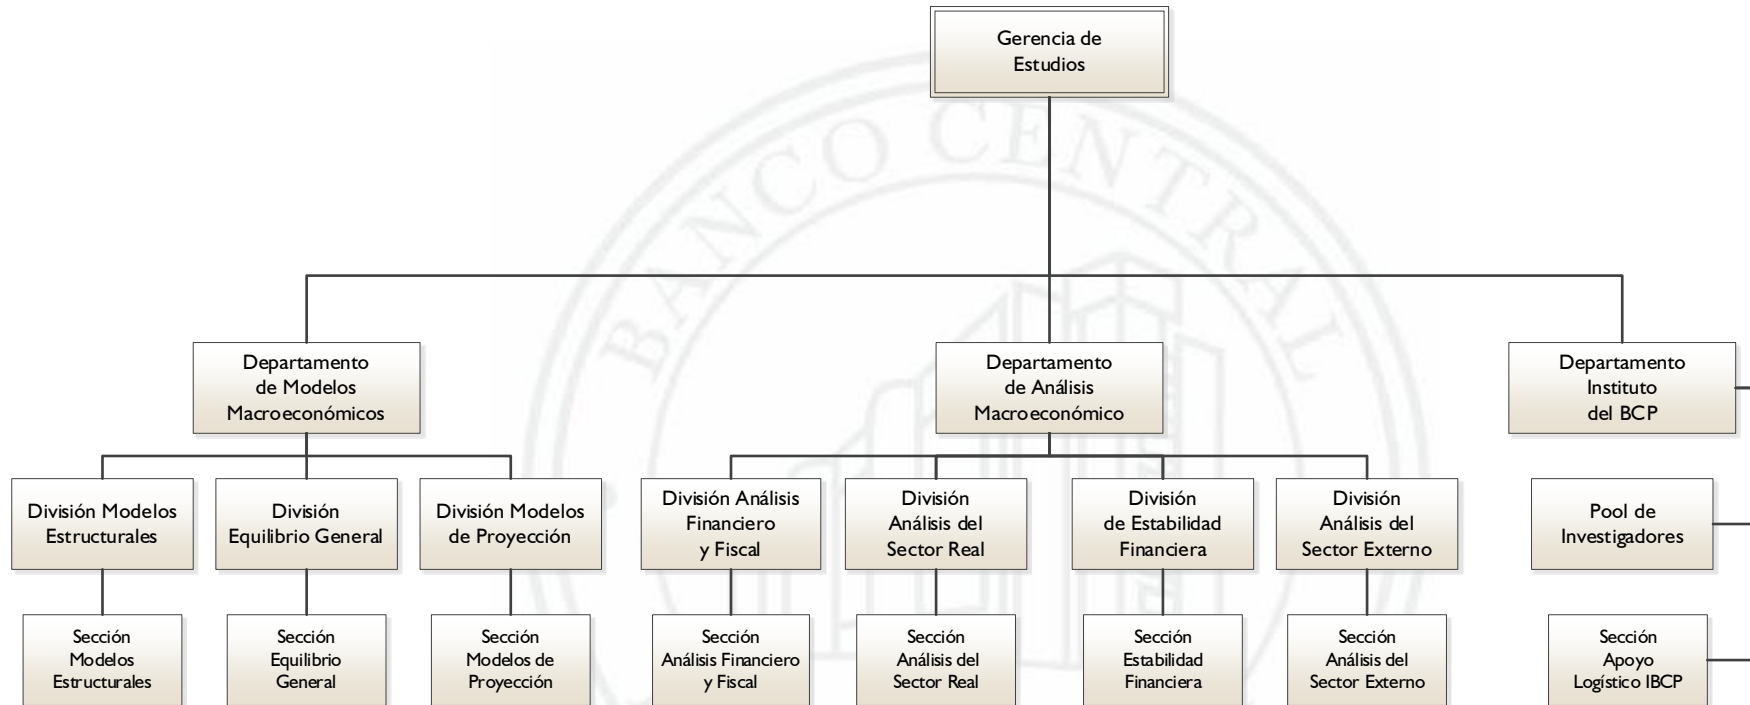 Gerencia de
Estudios
BANCO CENTRAL
Departamento
de Modelos
Macroeconómicos
Departamento
de Análisis
Macroeconómico
Departamento
Instituto
del BCP
División Modelos
Estructurales
División
Equilibrio General
División Modelos
de Proyección
División Análisis
Financiero
y Fiscal
División
Análisis del
Sector Real
División
de Estabilidad
Financiera
División
Análisis del
Sector Externo
Pool de
Investigadores
Sección
Modelos
Estructurales
Sección
Equilibrio
General
Sección
Modelos de
Proyección
Sección
Análisis Financiero
y Fiscal
Sección
Análisis del
Sector Real
Sección
Estabilidad
Financiera
Sección
Análisis del
Sector Externo
Sección
Apoyo
Logístico IBCP